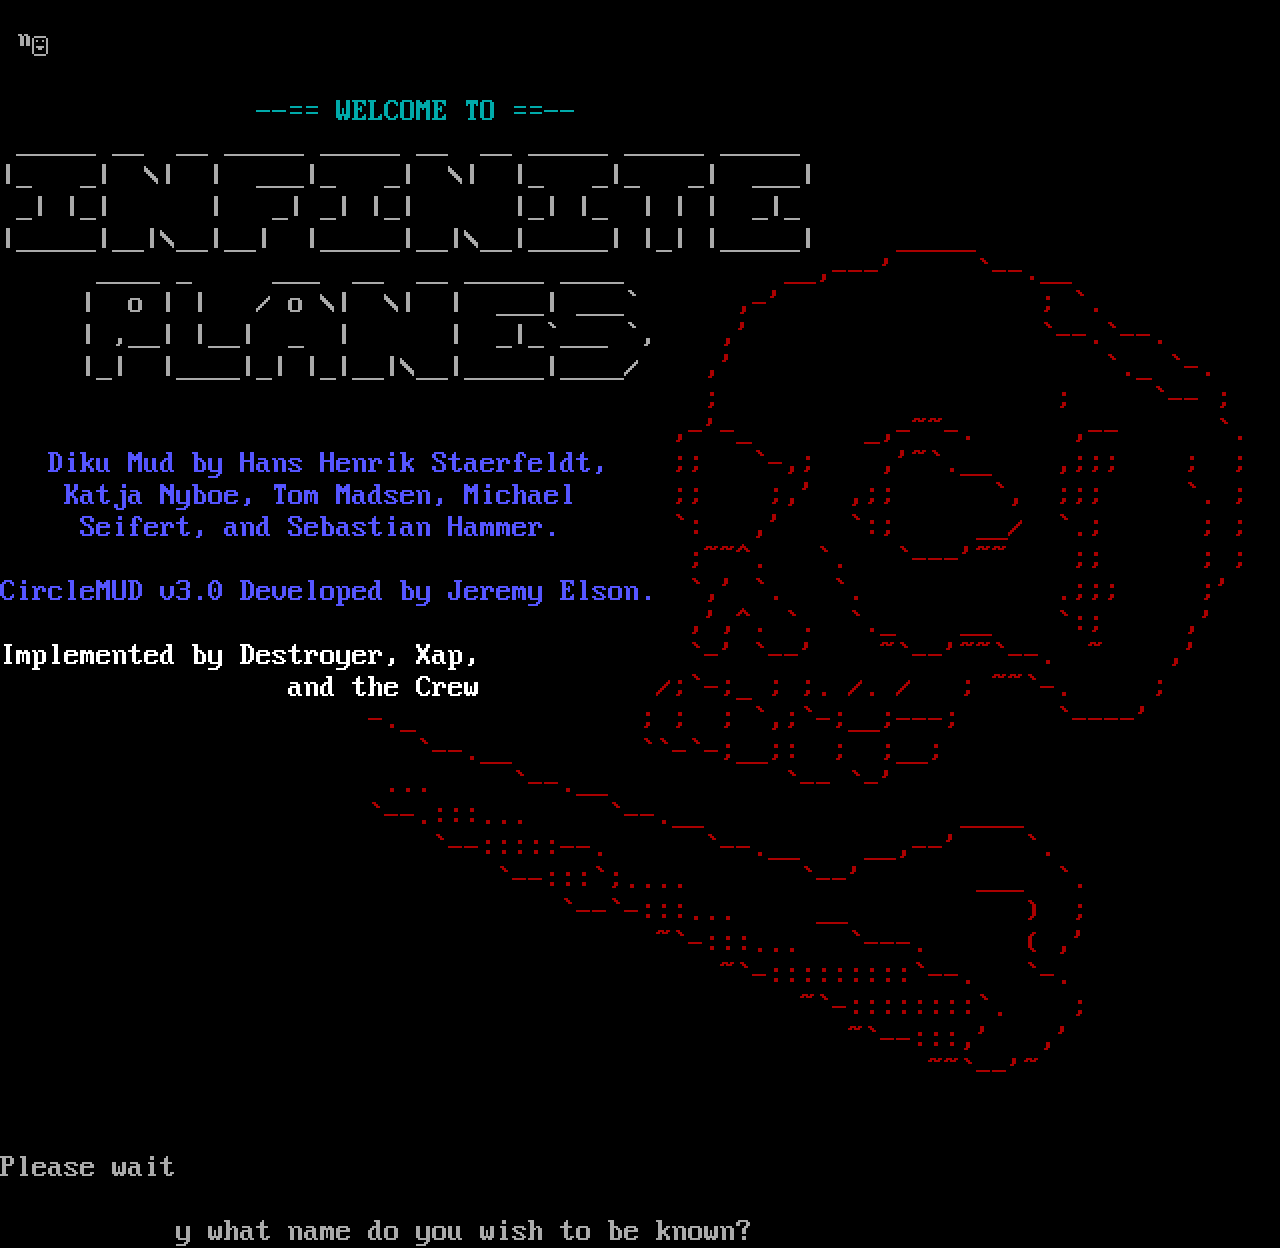 n☺
--== WELCOME TO ==--
INFINITE
PLANES
Diku Mud by Hans Henrik Staerfeldt,
Katja Nyboe, Tom Madsen, Michael
Seifert, and Sebastian Hammer.
CircleMUD v3.0 Developed by Jeremy Elson.
Implemented by Destroyer, Xap,
and the Crew
Please wait
y what name do you wish to be known?